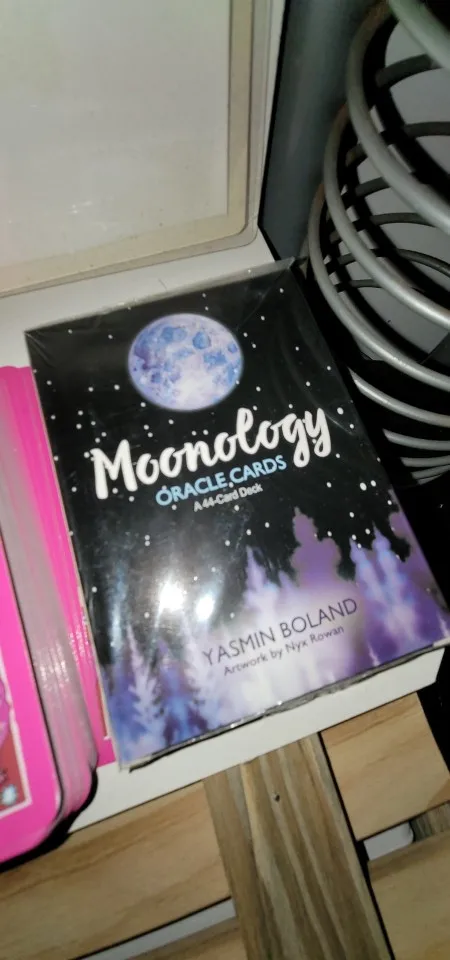 Moonology
ORACLE CARDS
A 44-Card Deck
YASMIN BOLAND
Artwork by Nyx Rowan